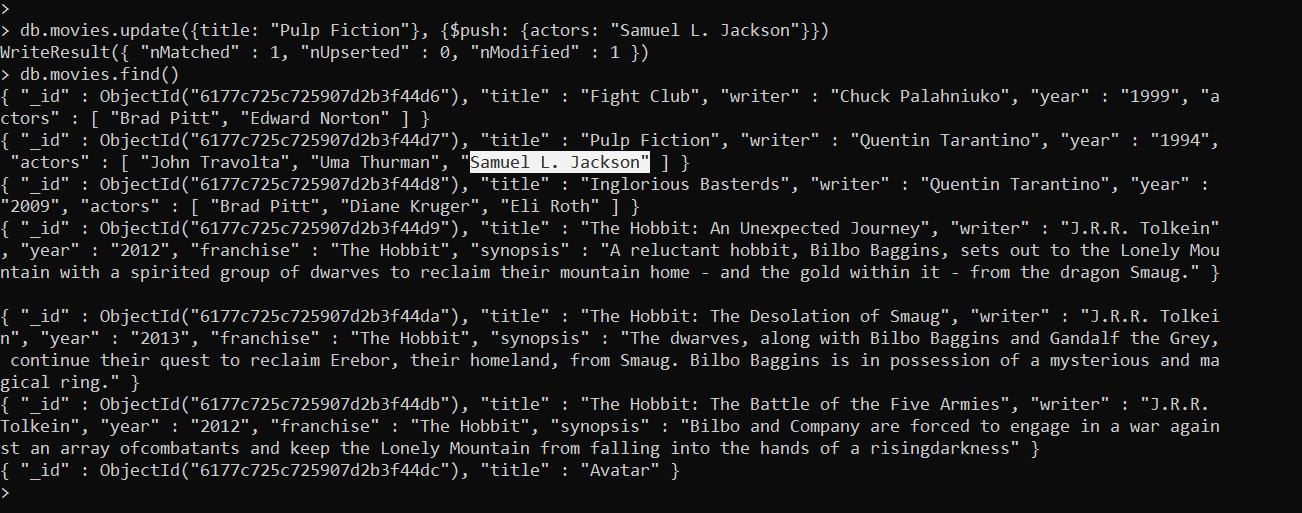 >
> db.movies.update({title: "Pulp Fiction"}, {$push: {actors: "Samuel L. Jackson"}})
WriteResult({ "nMatched" : 1, "nUpserted" : 0, "nModified" : 1 })
> db.movies.find()
{ "_id" : ObjectId("6177c725c725907d2b3f44d6"), "title" : "Fight Club", "writer" : "Chuck Palahniuko", "year" : "1999", "a
ctors" : [ "Brad Pitt", "Edward Norton" ] }
{ "_id" : ObjectId("6177c725c725907d2b3f44d7"), "title" : "Pulp Fiction", "writer" : "Quentin Tarantino", "year" : "1994",
 "actors" : [ "John Travolta", "Uma Thurman", "Samuel L. Jackson" ] }
{ "_id" : ObjectId("6177c725c725907d2b3f44d8"), "title" : "Inglorious Basterds", "writer" : "Quentin Tarantino", "year" :
"2009", "actors" : [ "Brad Pitt", "Diane Kruger", "Eli Roth" ] }
{ "_id" : ObjectId("6177c725c725907d2b3f44d9"), "title" : "The Hobbit: An Unexpected Journey", "writer" : "J.R.R. Tolkein"
, "year" : "2012", "franchise" : "The Hobbit", "synopsis" : "A reluctant hobbit, Bilbo Baggins, sets out to the Lonely Mou
ntain with a spirited group of dwarves to reclaim their mountain home - and the gold within it - from the dragon Smaug." }
{ "_id" : ObjectId("6177c725c725907d2b3f44da"), "title" : "The Hobbit: The Desolation of Smaug", "writer" : "J.R.R. Tolkei
n", "year" : "2013", "franchise" : "The Hobbit", "synopsis" : "The dwarves, along with Bilbo Baggins and Gandalf the Grey,
 continue their quest to reclaim Erebor, their homeland, from Smaug. Bilbo Baggins is in possession of a mysterious and ma
gical ring." }
{ "_id" : ObjectId("6177c725c725907d2b3f44db"), "title" : "The Hobbit: The Battle of the Five Armies", "writer" : "J.R.R.
Tolkein", "year" : "2012", "franchise" : "The Hobbit", "synopsis" : "Bilbo and Company are forced to engage in a war again
st an array ofcombatants and keep the Lonely Mountain from falling into the hands of a risingdarkness" }
{ "_id" : ObjectId("6177c725c725907d2b3f44dc"), "title" : "Avatar" }
>